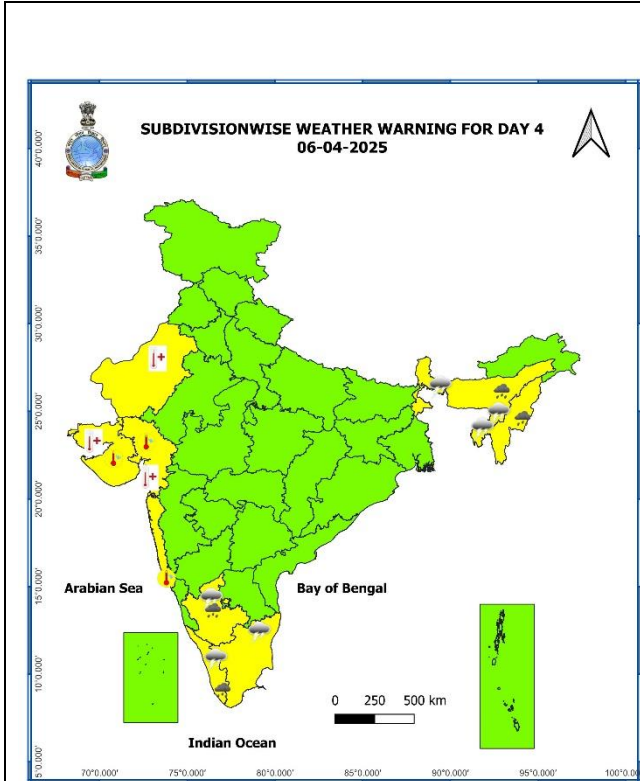 SUBDIVISIONWISE WEATHER WARNING FOR DAY 4
06-04-2025
40°0.000'
35°0.000'
30°0.000'
25°0.000'
20°0.000'
15°0.000'
10°0.000'
5°0.000'
Arabian Sea
Bay of Bengal
0 250 500 km
Indian Ocean
70°0.000' 75°0.000' 80°0.000' 85°0.000' 90°0.000' 95°0.000' 100°0.00